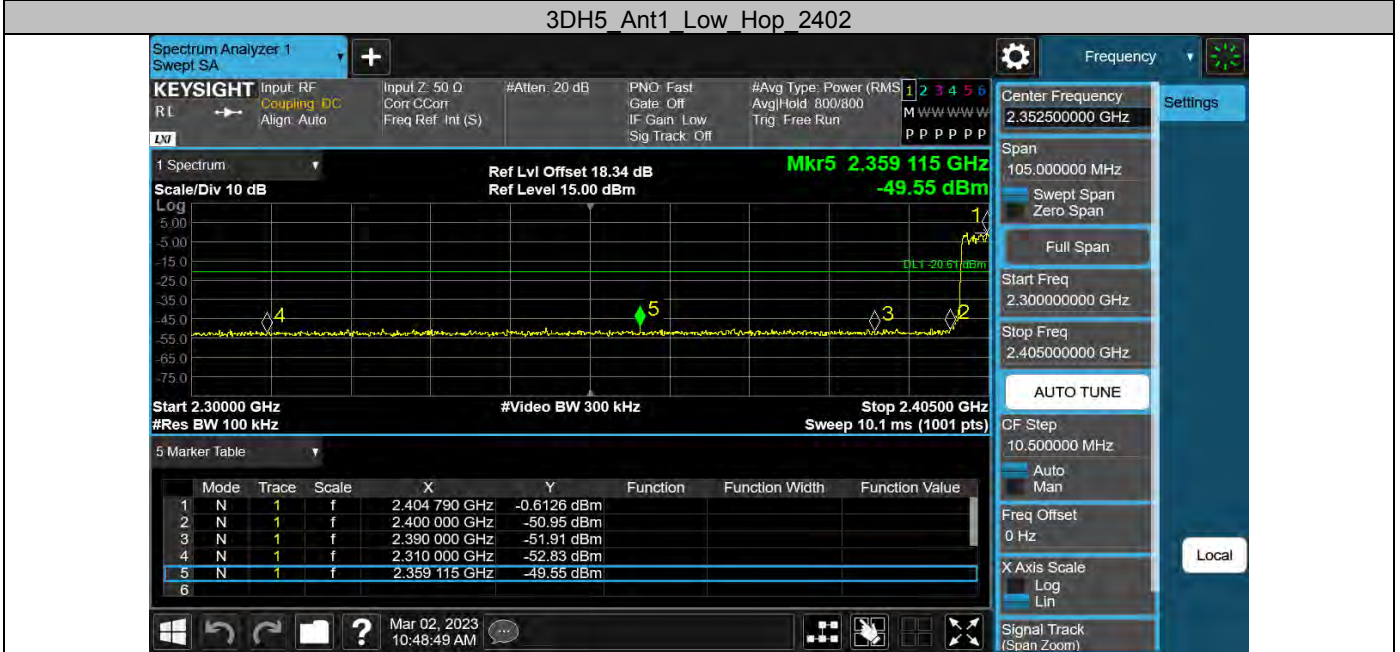 3DH5_Ant1_Low_Hop_2402
Spectrum Analyzer 1
Swept SA
+
Frequency
KEYSIGHT
RL
LXI
Input: RF
Coupling: DC
Align: Auto
Input Z: 50 Ω
Corr CCorr
Freq Ref: Int (S)
#Atten: 20 dB
PNO: Fast
Gate: Off
IF Gain: Low
Sig Track: Off
#Avg Type: Power (RMS
Avg|Hold: 800/800
Trig: Free Run
1 2 3 4 5 6
M W W W W W
P P P P P P
1 Spectrum
Scale/Div 10 dB
Ref Lvl Offset 18.34 dB
Ref Level 15.00 dBm
Mkr5 2.359 115 GHz
-49.55 dBm
Log
5.00
-5.00
-15.0
-25.0
-35.0
-45.0
-55.0
-65.0
-75.0
DL1 -20.61 dBm
1
4
5
3
2
Start 2.30000 GHz
#Video BW 300 kHz
Stop 2.40500 GHz
#Res BW 100 kHz
Sweep 10.1 ms (1001 pts)
5 Marker Table
Mode Trace Scale X Y Function Function Width Function Value
1 N 1 f 2.404 790 GHz -0.6126 dBm
2 N 1 f 2.400 000 GHz -50.95 dBm
3 N 1 f 2.390 000 GHz -51.91 dBm
4 N 1 f 2.310 000 GHz -52.83 dBm
5 N 1 f 2.359 115 GHz -49.55 dBm
6
?
Mar 02, 2023
10:48:49 AM
Center Frequency
2.352500000 GHz
Settings
Span
105.000000 MHz
Swept Span
Zero Span
Full Span
Start Freq
2.300000000 GHz
Stop Freq
2.405000000 GHz
AUTO TUNE
CF Step
10.500000 MHz
Auto
Man
Freq Offset
0 Hz
X Axis Scale
Log
Lin
Local
Signal Track
(Span Zoom)